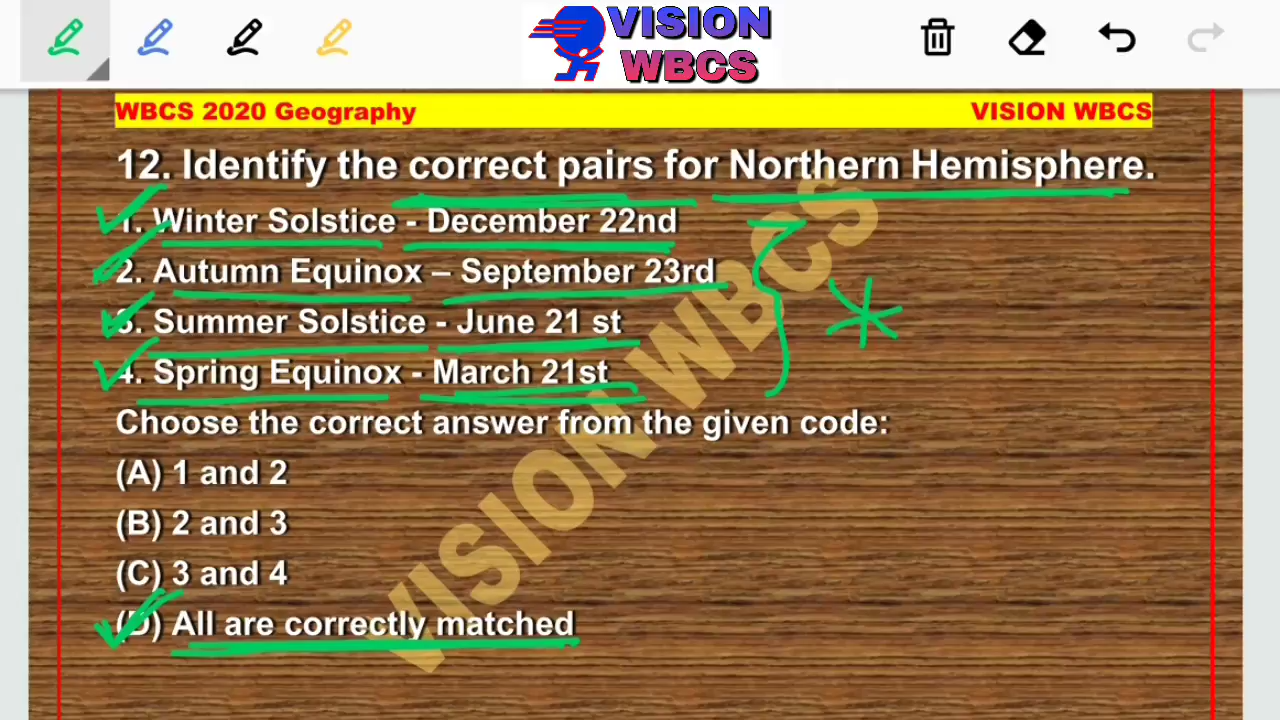 VISION
WBCS
WBCS 2020 Geography VISION WBCS
12. Identify the correct pairs for Northern Hemisphere.
1. Winter Solstice - December 22nd
2. Autumn Equinox – September 23rd
3. Summer Solstice - June 21 st
4. Spring Equinox - March 21st
Choose the correct answer from the given code:
(A) 1 and 2
(B) 2 and 3
(C) 3 and 4
(D) All are correctly matched
VISION WBCS